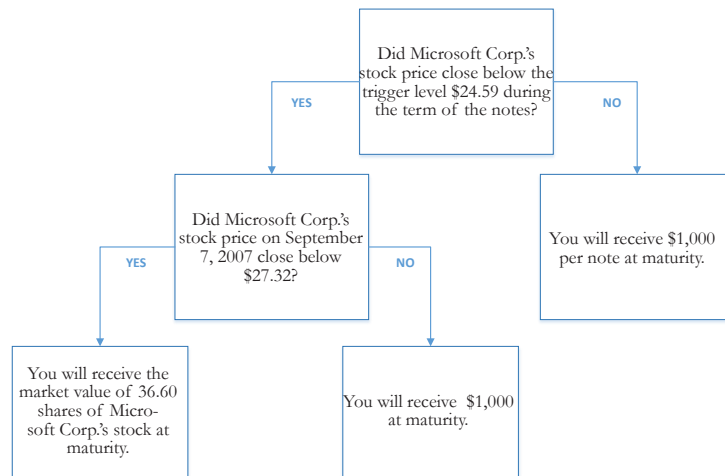 Did Microsoft Corp.'s
stock price close below the
trigger level $24.59 during
the term of the notes?
YES
NO
Did Microsoft Corp.'s
stock price on September
7, 2007 close below
$27.32?
You will receive $1,000
per note at maturity.
YES
NO
You will receive the
market value of 36.60
shares of Micro-
soft Corp.'s stock at
maturity.
You will receive $1,000
at maturity.